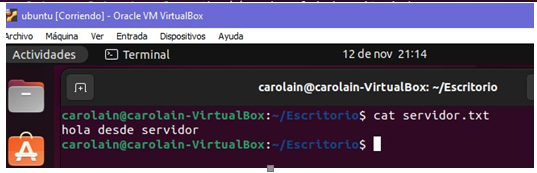 ubuntu [Corriendo] - Oracle VM VirtualBox
Archivo Máquina Ver Entrada Dispositivos Ayuda
Actividades Terminal 12 de nov 21:14
carolain@carolain-VirtualBox: ~/Escritorio
carolain@carolain-VirtualBox:~/Escritorio$ cat servidor.txt
hola desde servidor
carolain@carolain-VirtualBox:~/Escritorio$